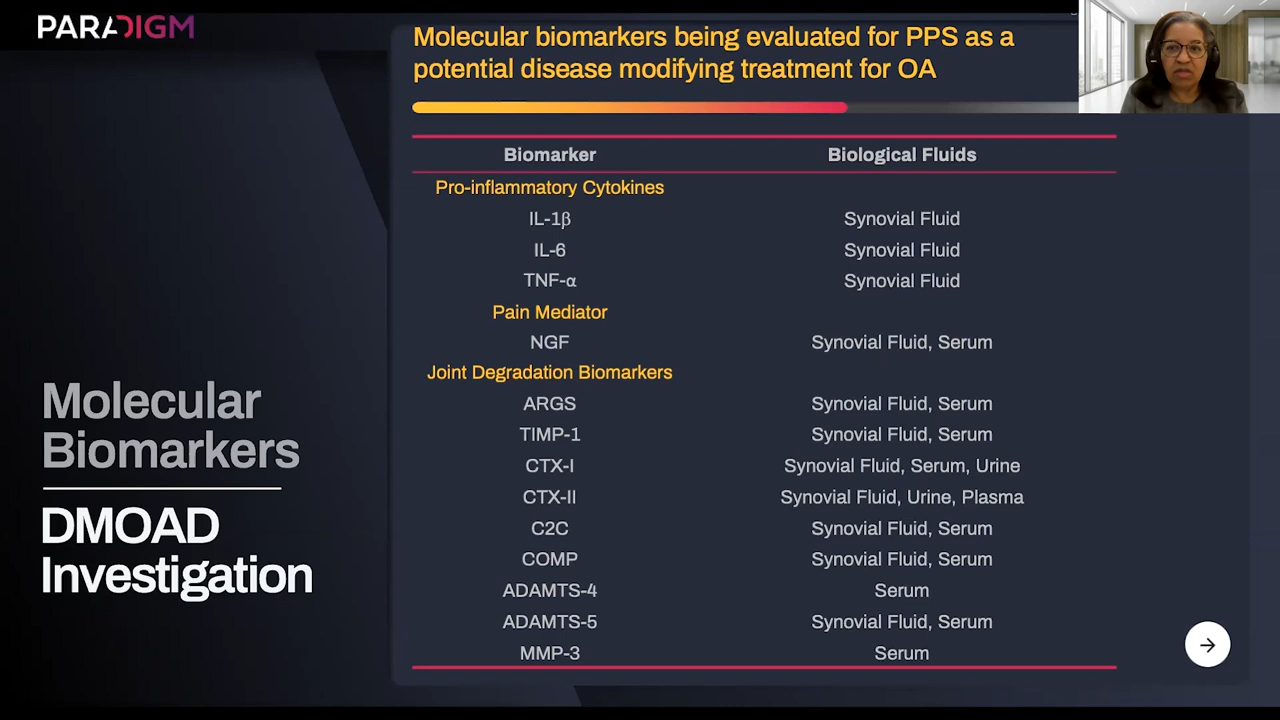 PARADIGM
Molecular biomarkers being evaluated for PPS as a
potential disease modifying treatment for OA
Biomarker Biological Fluids
Pro-inflammatory Cytokines
IL-1β Synovial Fluid
IL-6 Synovial Fluid
TNF-α Synovial Fluid
Pain Mediator
NGF Synovial Fluid, Serum
Joint Degradation Biomarkers
ARGS Synovial Fluid, Serum
TIMP-1 Synovial Fluid, Serum
CTX-I Synovial Fluid, Serum, Urine
CTX-II Synovial Fluid, Urine, Plasma
C2C Synovial Fluid, Serum
COMP Synovial Fluid, Serum
ADAMTS-4 Serum
ADAMTS-5 Synovial Fluid, Serum
MMP-3 Serum
Molecular
Biomarkers
DMOAD
Investigation